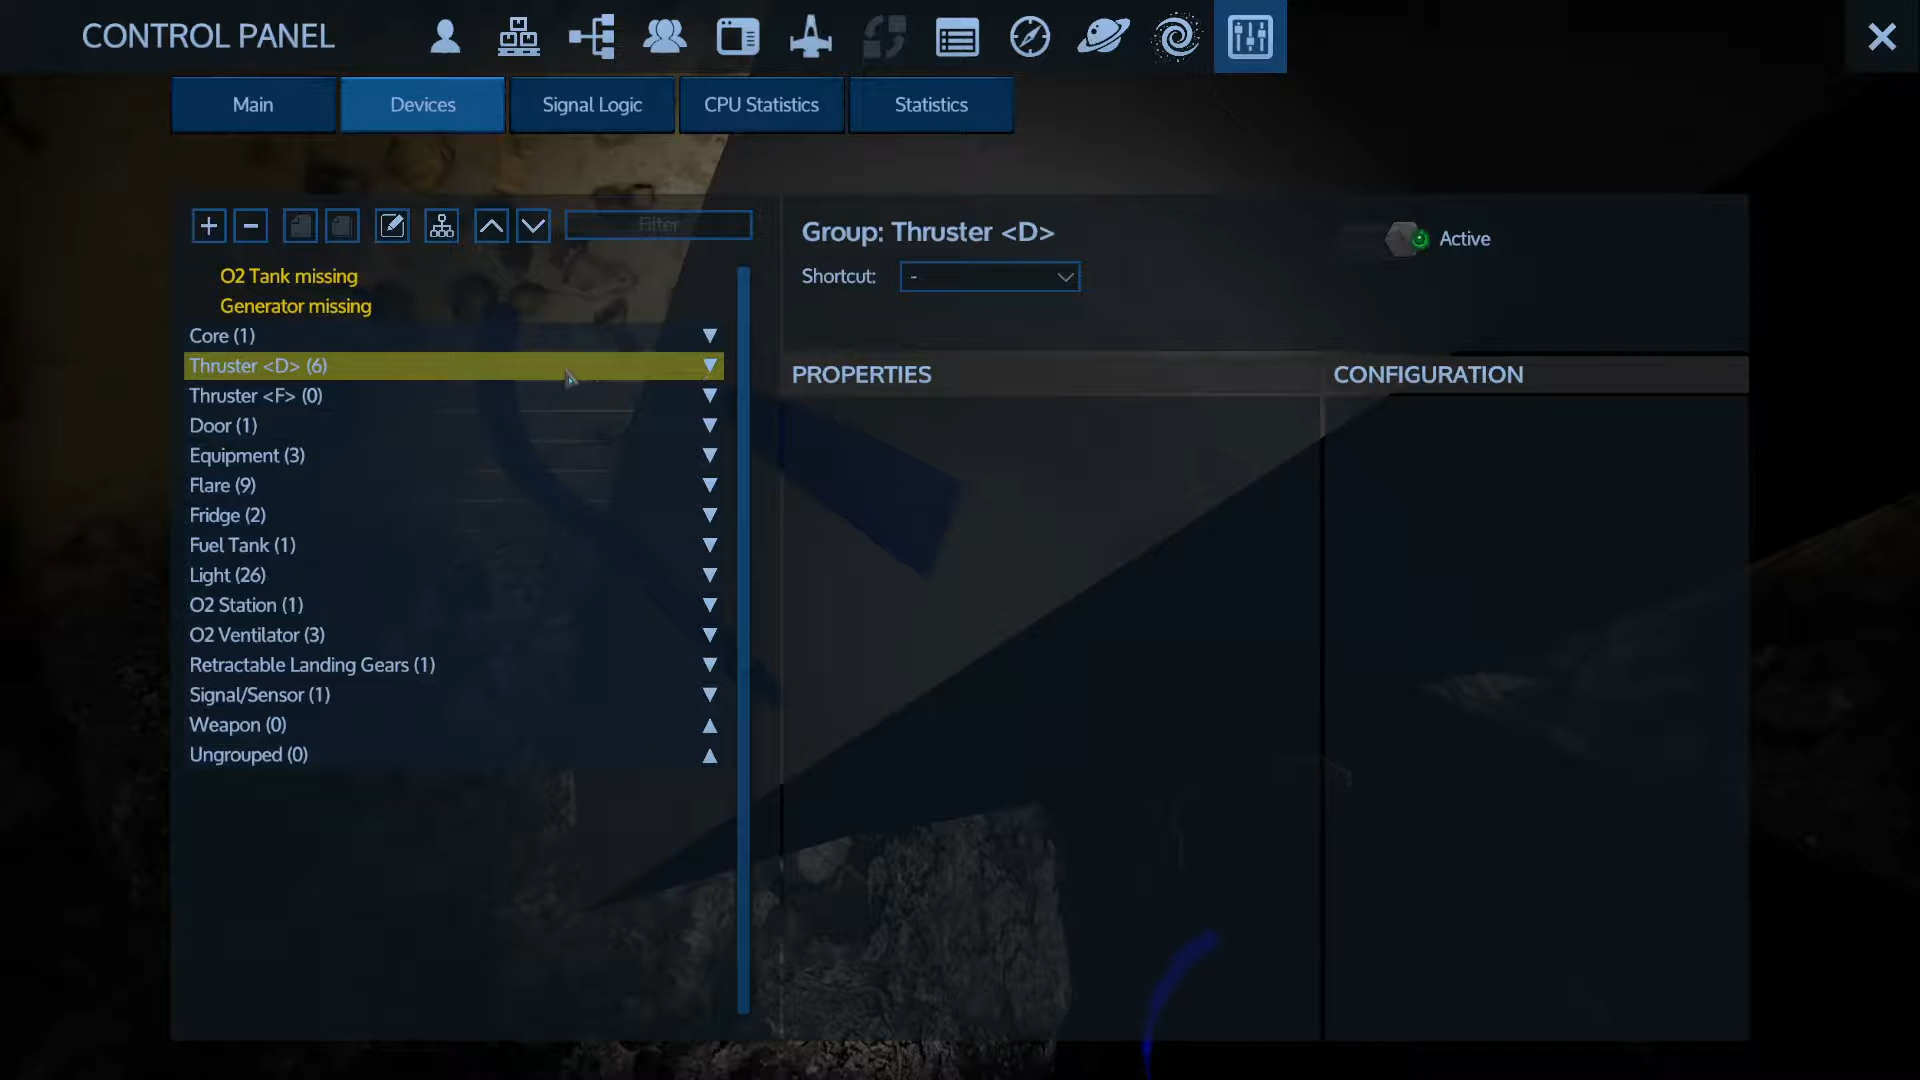 CONTROL PANEL
Main
Devices
Signal Logic
CPU Statistics
Statistics
Filter
O2 Tank missing
Generator missing
Core (1)
Thruster <D> (6)
Thruster <F> (0)
Door (1)
Equipment (3)
Flare (9)
Fridge (2)
Fuel Tank (1)
Light (26)
O2 Station (1)
O2 Ventilator (3)
Retractable Landing Gears (1)
Signal/Sensor (1)
Weapon (0)
Ungrouped (0)
Group: Thruster <D>
Active
Shortcut: -
PROPERTIES
CONFIGURATION